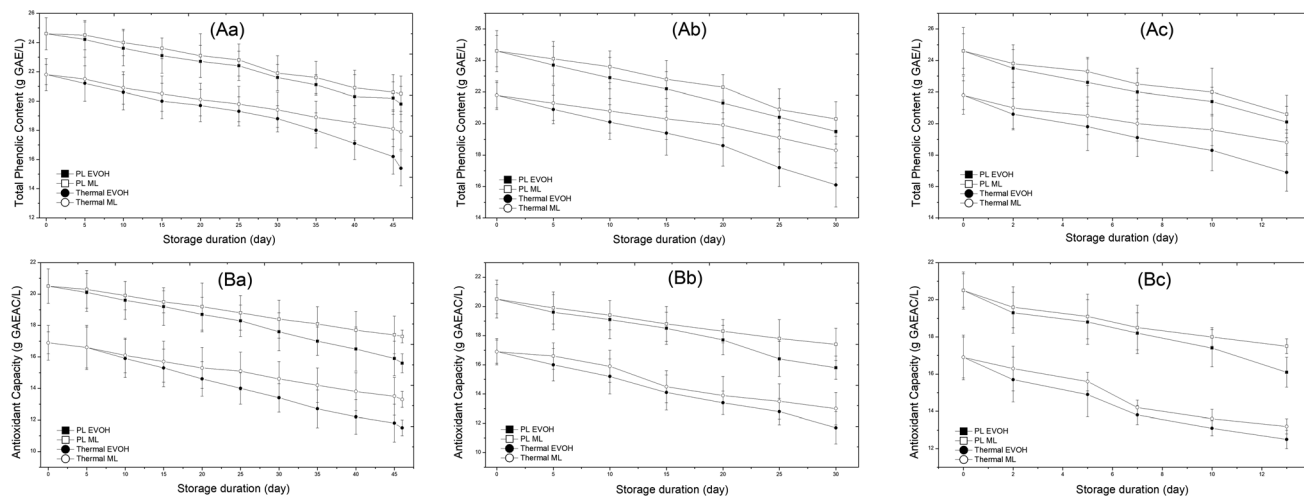 (Aa)
Total Phenolic Content (g GAE/L)
26
24
22
20
18
16
14
12
PL EVOH
PL ML
Thermal EVOH
Thermal ML
0 5 10 15 20 25 30 35 40 45
Storage duration (day)
(Ab)
Total Phenolic Content (g GAE/L)
26
24
22
20
18
16
14
PL EVOH
PL ML
Thermal EVOH
Thermal ML
0 5 10 15 20 25 30
Storage duration (day)
(Ac)
Total Phenolic Content (g GAE/L)
26
24
22
20
18
16
14
PL EVOH
PL ML
Thermal EVOH
Thermal ML
0 2 4 6 8 10 12
Storage duration (day)
(Ba)
Antioxidant Capacity (g GAEAC/L)
22
20
18
16
14
12
10
PL EVOH
PL ML
Thermal EVOH
Thermal ML
0 5 10 15 20 25 30 35 40 45
Storage duration (day)
(Bb)
Antioxidant Capacity (g GAEAC/L)
22
20
18
16
14
12
10
PL EVOH
PL ML
Thermal EVOH
Thermal ML
0 5 10 15 20 25 30
Storage duration (day)
(Bc)
Antioxidant Capacity (g GAEAC/L)
22
20
18
16
14
12
PL EVOH
PL ML
Thermal EVOH
Thermal ML
0 2 4 6 8 10 12
Storage duration (day)